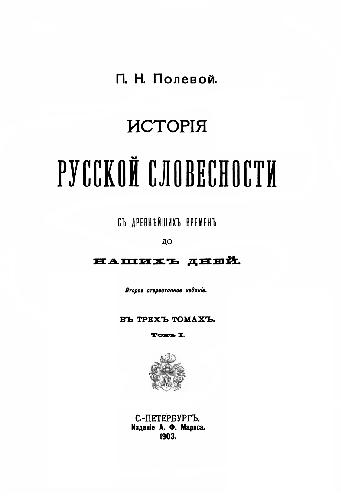 П. Н. Полевой.
ИСТОРІЯ
РУССКОЙ СЛОВЕСНОСТИ
СЪ ДРЕВНѢЙШИХЪ ВРЕМЕНЪ
ДО
НАШИХЪ ДНЕЙ.
Второе стереотипное изданіе.
ВЪ ТРЕХЪ ТОМАХЪ.
Томъ I.
С.-ПЕТЕРБУРГЪ.
Изданіе А. Ф. Маркса.
1903.